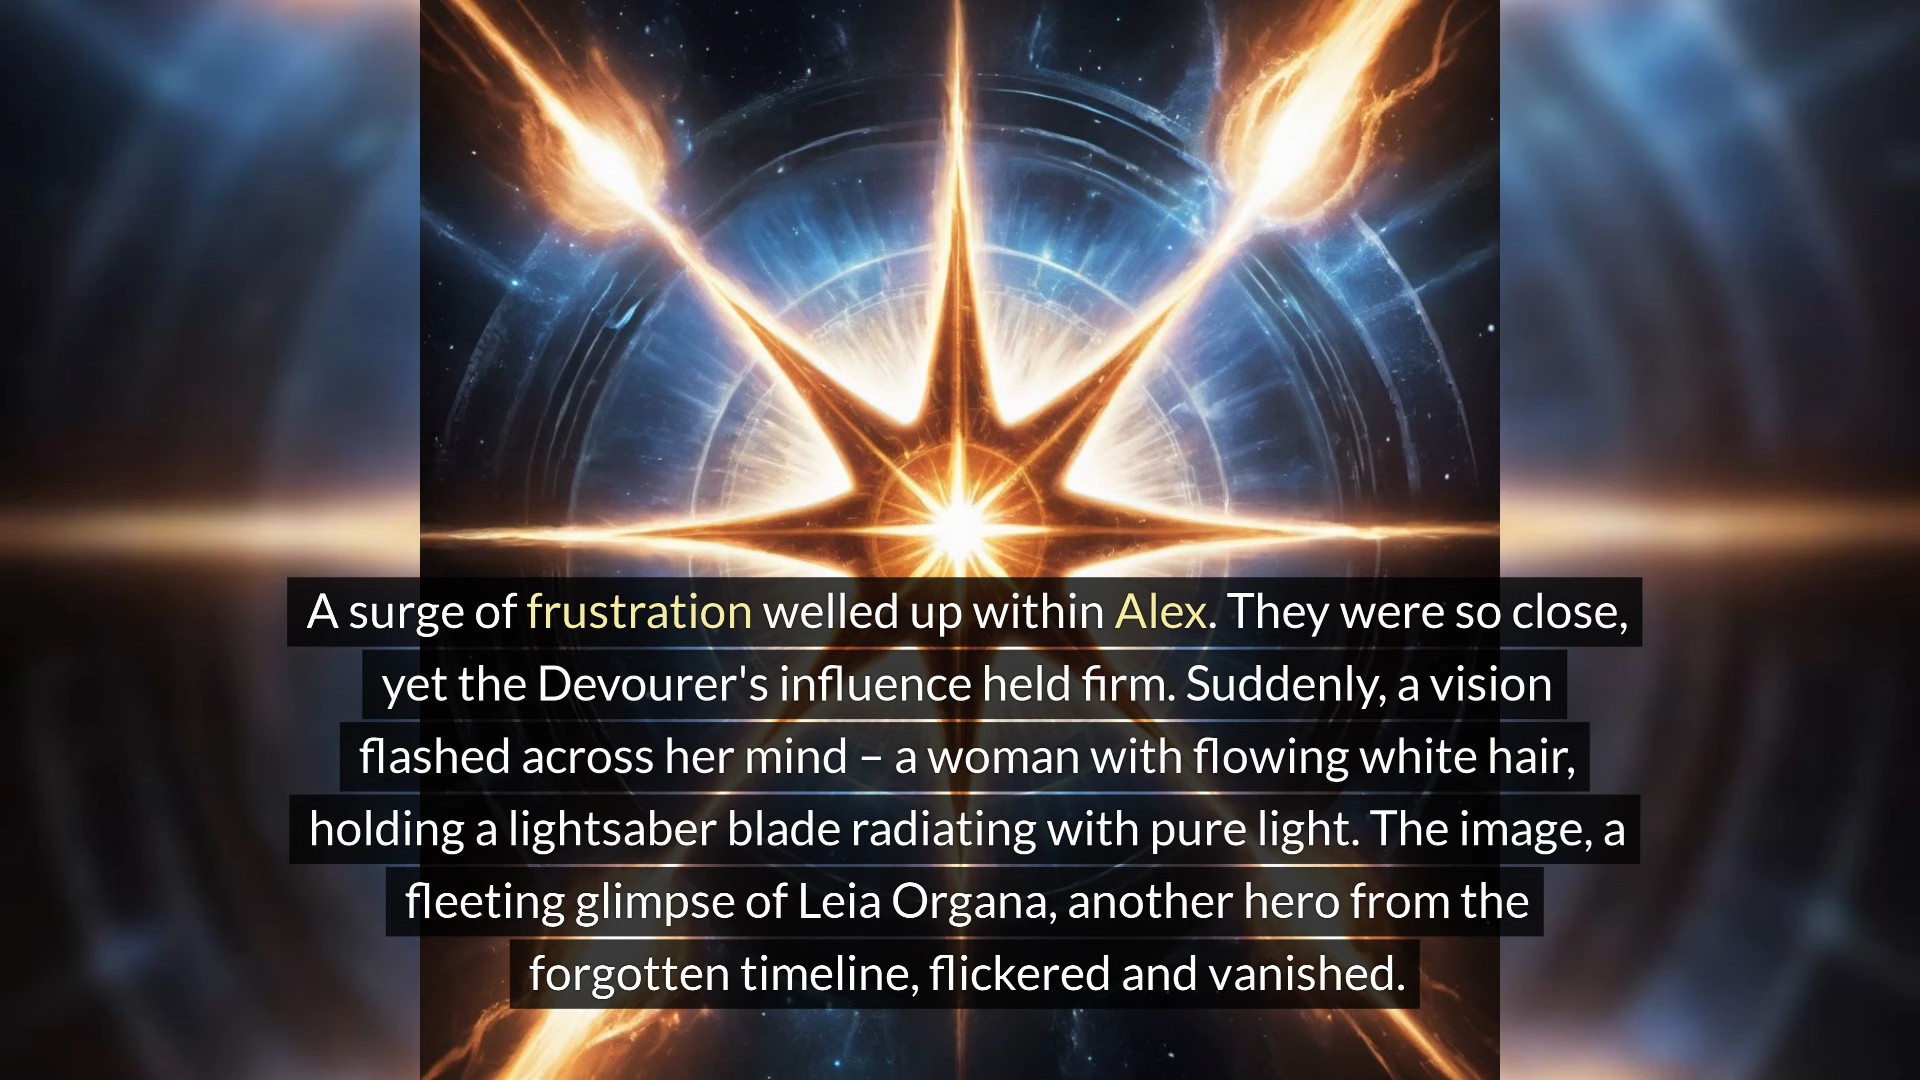 A surge of frustration welled up within Alex. They were so close,
yet the Devourer's influence held firm. Suddenly, a vision
flashed across her mind – a woman with flowing white hair,
holding a lightsaber blade radiating with pure light. The image, a
fleeting glimpse of Leia Organa, another hero from the
forgotten timeline, flickered and vanished.